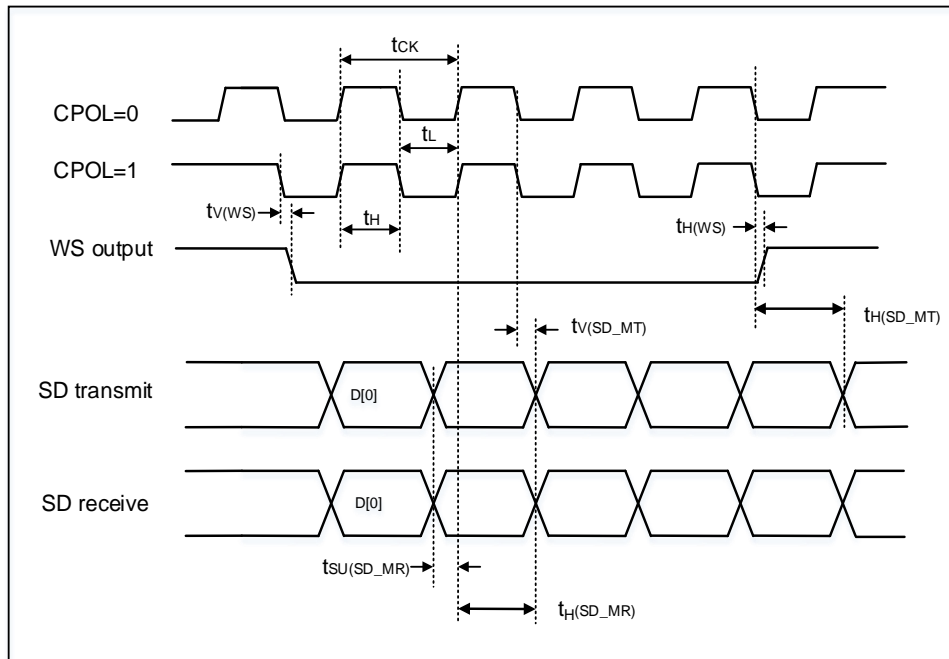 tCK
CPOL=0
tL
CPOL=1
tV(WS)
tH
tH(WS)
WS output
tV(SD_MT)
tH(SD_MT)
SD transmit
D[0]
SD receive
D[0]
tSU(SD_MR)
tH(SD_MR)